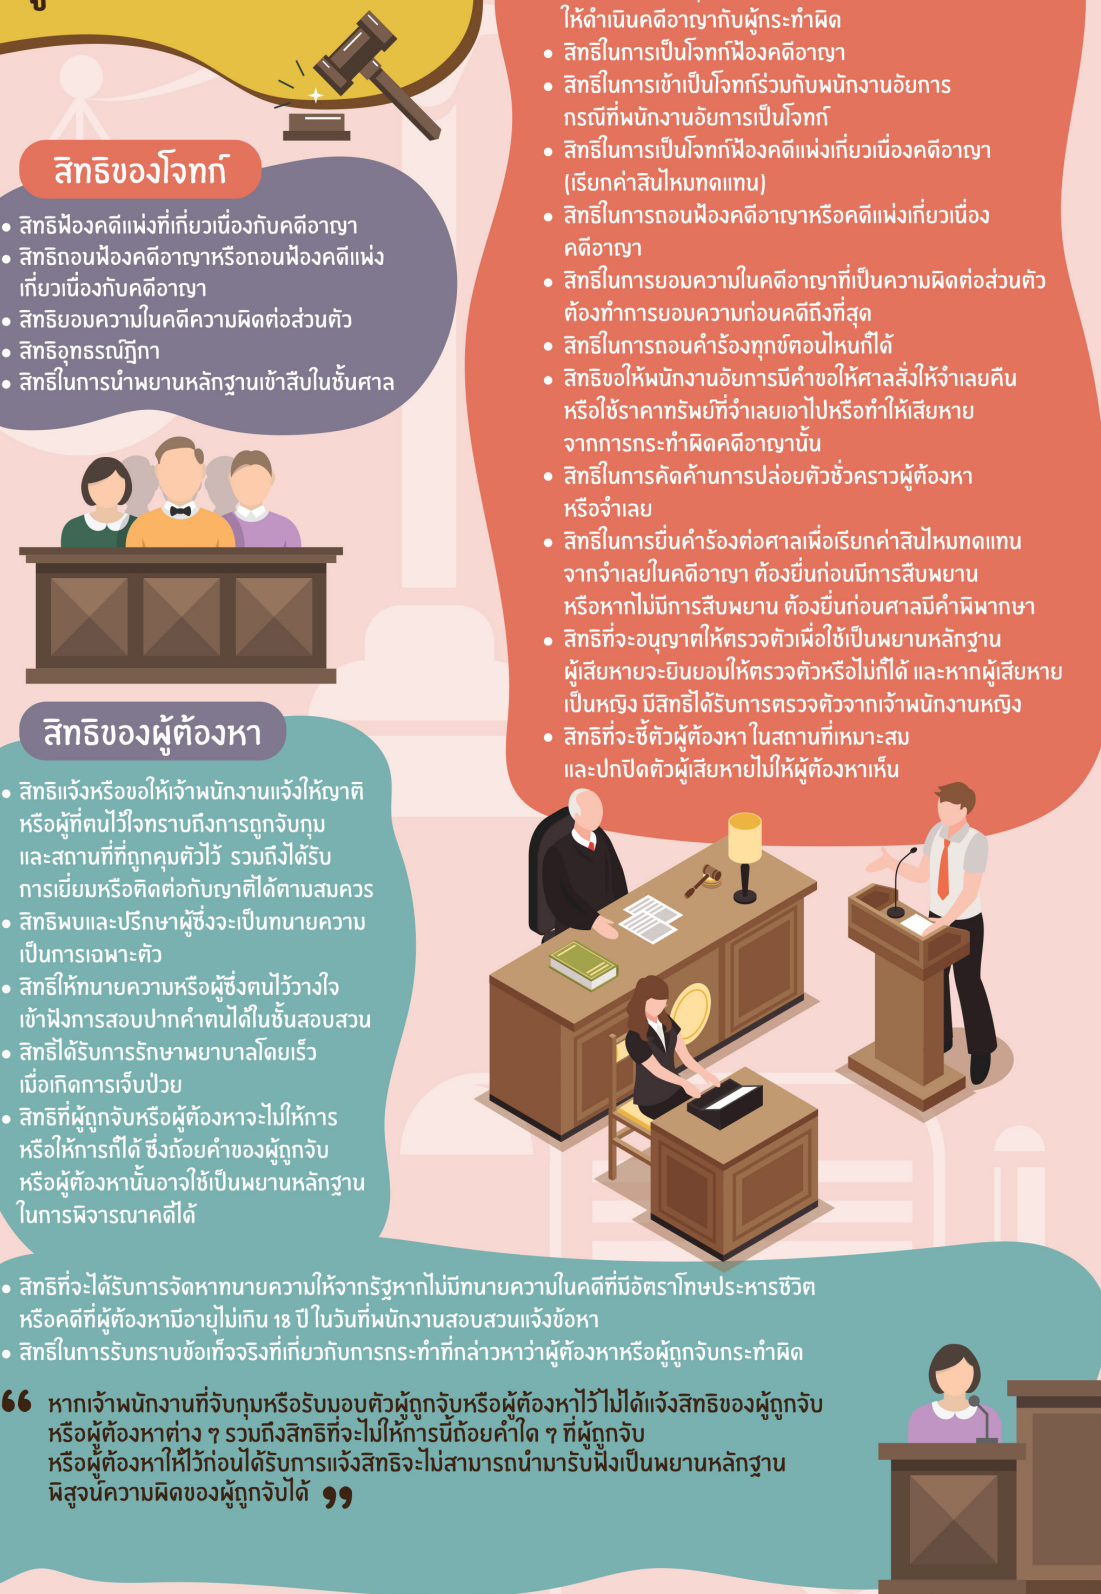 สิทธิของโจทก์
สิทธิฟ้องคดีแพ่งที่เกี่ยวเนื่องกับคดีอาญา
สิทธิถอนฟ้องคดีอาญาหรือถอนฟ้องคดีแพ่ง
เกี่ยวเนื่องกับคดีอาญา
สิทธิยอมความในคดีความผิดต่อส่วนตัว
สิทธิอุทธรณ์ฎีกา
สิทธิในการนำพยานหลักฐานเข้าสืบในชั้นศาล
ให้ดำเนินคดีอาญากับผู้กระทำผิด
สิทธิในการเป็นโจทก์ฟ้องคดีอาญา
สิทธิในการเข้าเป็นโจทก์ร่วมกับพนักงานอัยการ
กรณีที่พนักงานอัยการเป็นโจทก์
สิทธิในการเป็นโจทก์ฟ้องคดีแพ่งเกี่ยวเนื่องคดีอาญา
(เรียกค่าสินไหมทดแทน)
สิทธิในการถอนฟ้องคดีอาญาหรือคดีแพ่งเกี่ยวเนื่อง
คดีอาญา
สิทธิในการยอมความในคดีอาญาที่เป็นความผิดต่อส่วนตัว
ต้องทำการยอมความก่อนคดีถึงที่สุด
สิทธิในการถอนคำร้องทุกข์ตอนไหนก็ได้
สิทธิขอให้พนักงานอัยการมีคำขอให้ศาลสั่งให้จำเลยคืน
หรือใช้ราคาทรัพย์ที่จำเลยเอาไปหรือทำให้เสียหาย
จากการกระทำผิดคดีอาญานั้น
สิทธิในการคัดค้านการปล่อยตัวชั่วคราวผู้ต้องหา
หรือจำเลย
สิทธิในการยื่นคำร้องต่อศาลเพื่อเรียกค่าสินไหมทดแทน
จากจำเลยในคดีอาญา ต้องยื่นก่อนมีการสืบพยาน
หรือหากไม่มีการสืบพยาน ต้องยื่นก่อนศาลมีคำพิพากษา
สิทธิที่จะอนุญาตให้ตรวจตัวเพื่อใช้เป็นพยานหลักฐาน
ผู้เสียหายจะยินยอมให้ตรวจตัวหรือไม่ก็ได้ และหากผู้เสียหาย
เป็นหญิง มีสิทธิได้รับการตรวจตัวจากเจ้าพนักงานหญิง
สิทธิที่จะชี้ตัวผู้ต้องหา ในสถานที่เหมาะสม
และปกปิดตัวผู้เสียหายไม่ให้ผู้ต้องหาเห็น
สิทธิของผู้ต้องหา
สิทธิแจ้งหรือขอให้เจ้าพนักงานแจ้งให้ญาติ
หรือผู้ที่ตนไว้ใจทราบถึงการถูกจับกุม
และสถานที่ที่ถูกคุมตัวไว้ รวมถึงได้รับ
การเยี่ยมหรือติดต่อกับญาติได้ตามสมควร
สิทธิพบและปรึกษาผู้ซึ่งจะเป็นทนายความ
เป็นการเฉพาะตัว
สิทธิให้ทนายความหรือผู้ซึ่งตนไว้วางใจ
เข้าฟังการสอบปากคำตนได้ในชั้นสอบสวน
สิทธิได้รับการรักษาพยาบาลโดยเร็ว
เมื่อเกิดการเจ็บป่วย
สิทธิที่ผู้ถูกจับหรือผู้ต้องหาจะไม่ให้การ
หรือให้การก็ได้ ซึ่งถ้อยคำของผู้ถูกจับ
หรือผู้ต้องหานั้นอาจใช้เป็นพยานหลักฐาน
ในการพิจารณาคดีได้
สิทธิที่จะได้รับการจัดหาทนายความให้จากรัฐหากไม่มีทนายความในคดีที่มีอัตราโทษประหารชีวิต
หรือคดีที่ผู้ต้องหามีอายุไม่เกิน 18 ปี ในวันที่พนักงานสอบสวนแจ้งข้อหา
สิทธิในการรับทราบข้อเท็จจริงที่เกี่ยวกับการกระทำที่กล่าวหาว่าผู้ต้องหาหรือผู้ถูกจับกระทำผิด
“ หากเจ้าพนักงานที่จับกุมหรือรับมอบตัวผู้ถูกจับหรือผู้ต้องหาไว้ ไม่ได้แจ้งสิทธิของผู้ถูกจับ
หรือผู้ต้องหาต่าง ๆ รวมถึงสิทธิที่จะไม่ให้การนี้ถ้อยคำใด ๆ ที่ผู้ถูกจับ
หรือผู้ต้องหาให้ไว้ก่อนได้รับการแจ้งสิทธิจะไม่สามารถนำมารับฟังเป็นพยานหลักฐาน
พิสูจน์ความผิดของผู้ถูกจับได้ ”